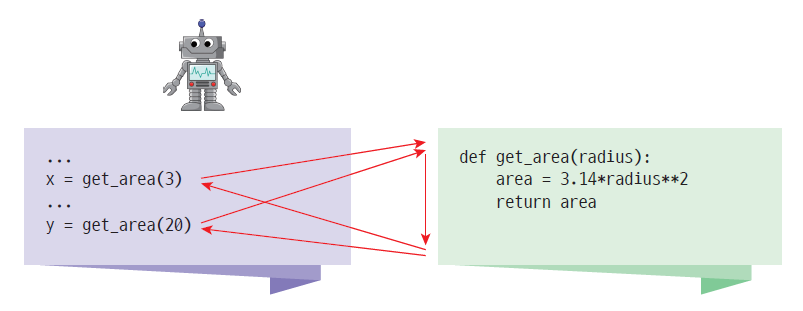 ...
x = get_area(3)
...
y = get_area(20)
def get_area(radius):
    area = 3.14*radius**2
    return area